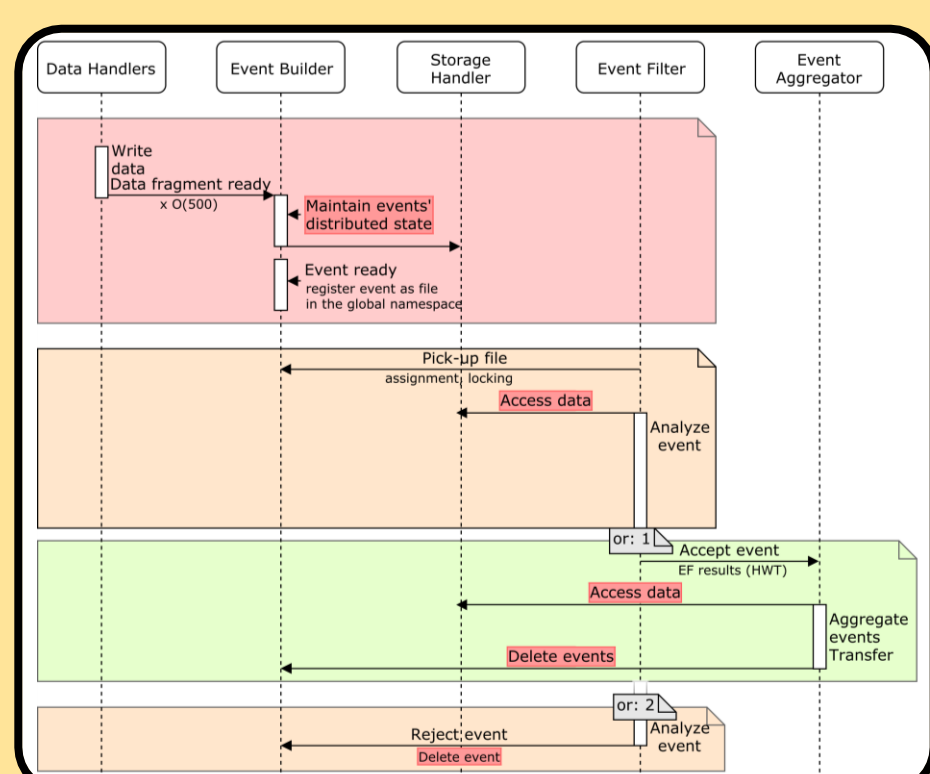 Data Handlers
Event Builder
Storage
Handler
Event Filter
Event
Aggregator
Write
data
Data fragment ready
x O(500)
Maintain events'
distributed state
Event ready
register event as file
in the global namespace
Pick-up file
assignment, locking
Access data
Analyze
event
or: 1
Accept event
EF results (HWT)
Access data
Aggregate
events
Transfer
Delete events
or: 2
Analyze
event
Reject event
Delete event